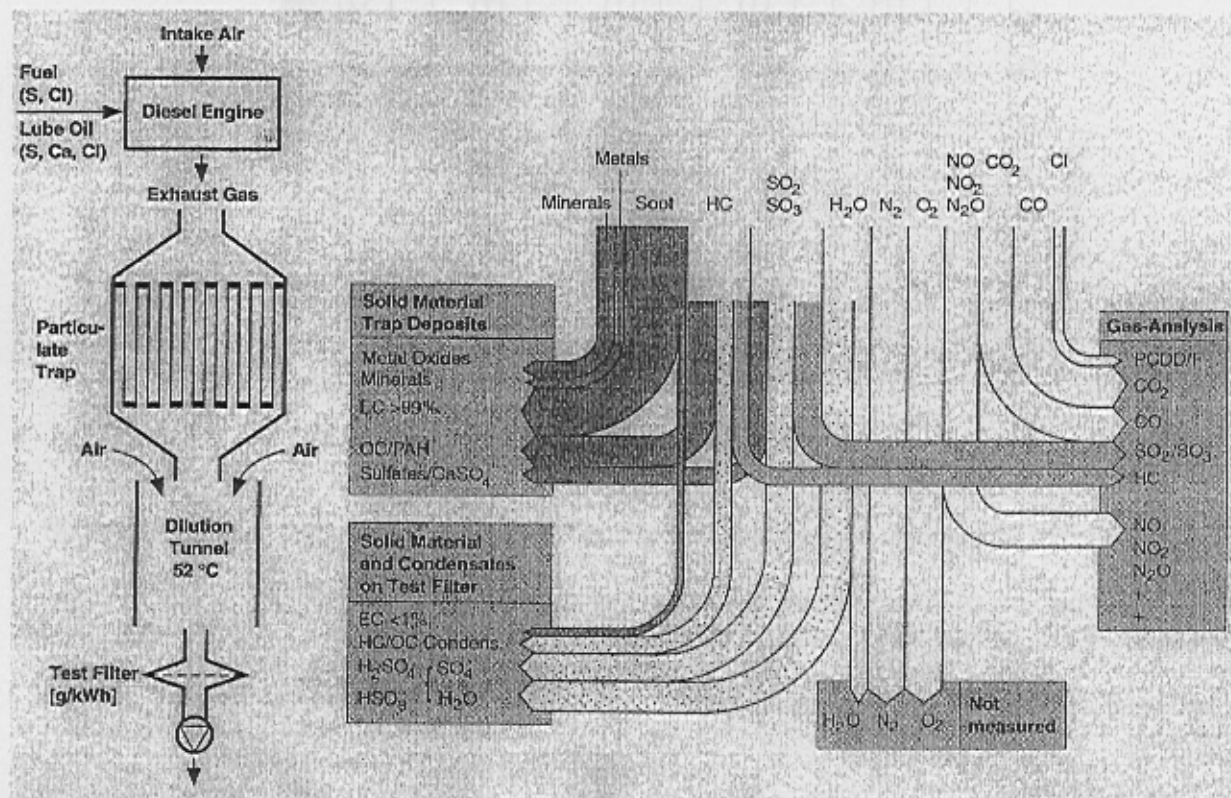 Intake Air
Fuel
(S, Cl)
Diesel Engine
Lube Oil
(S, Ca, Cl)
Exhaust Gas
Particu-
late
Trap
Air
Air
Dilution
Tunnel
52 °C
Test Filter
[g/kWh]
Metals
Minerals
Soot
HC
SO2
SO3
H2O
N2
O2
NO
NO2
N2O
CO2
CO
Cl
Solid Material
Trap Deposits
Metal Oxides
Minerals
EC >99%
OC/PAH
Sulfates/CaSO4
Solid Material
and Condensates
on Test Filter
EC <1%
HC/OC Condens.
H2SO4 SO4
HSO3 H2O
Gas-Analysis
PCDD/F
CO2
CO
SO2/SO3
HC
NO
NO2
N2O
+
+
H2O N2 O2
Not
measured